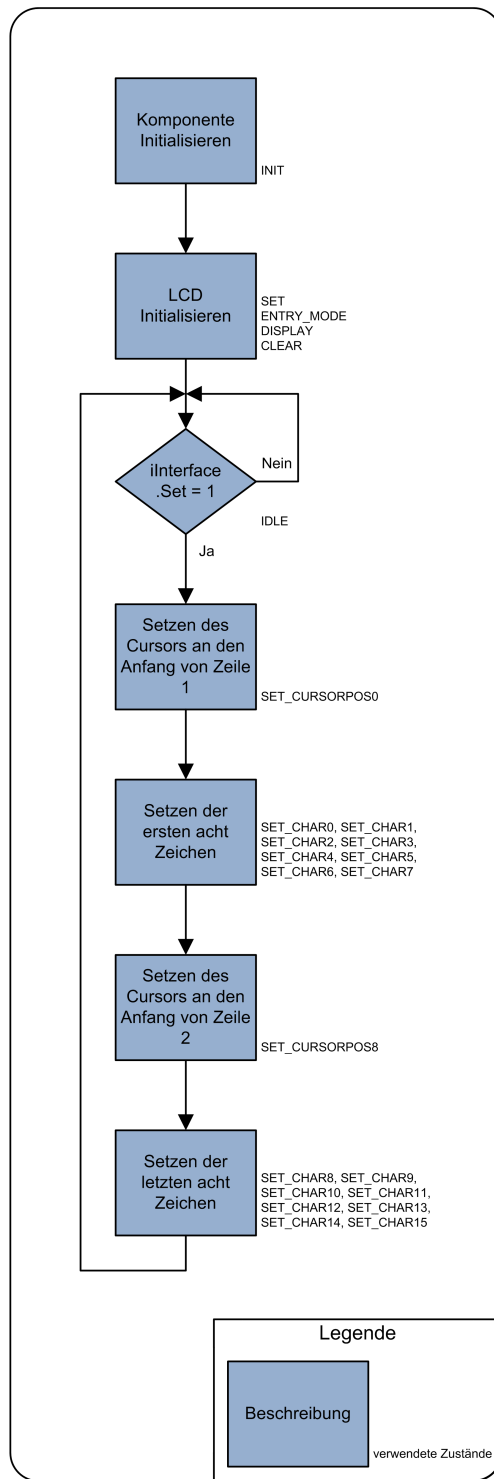 Komponente
Initialisieren
INIT
LCD
Initialisieren
SET
ENTRY_MODE
DISPLAY
CLEAR
iInterface
.Set = 1
Nein
IDLE
Ja
Setzen des
Cursors an den
Anfang von Zeile
1
SET_CURSORPOS0
Setzen der
ersten acht
Zeichen
SET_CHAR0, SET_CHAR1,
SET_CHAR2, SET_CHAR3,
SET_CHAR4, SET_CHAR5,
SET_CHAR6, SET_CHAR7
Setzen des
Cursors an den
Anfang von Zeile
2
SET_CURSORPOS8
Setzen der
letzten acht
Zeichen
SET_CHAR8, SET_CHAR9,
SET_CHAR10, SET_CHAR11,
SET_CHAR12, SET_CHAR13,
SET_CHAR14, SET_CHAR15
Legende
Beschreibung
verwendete Zustände